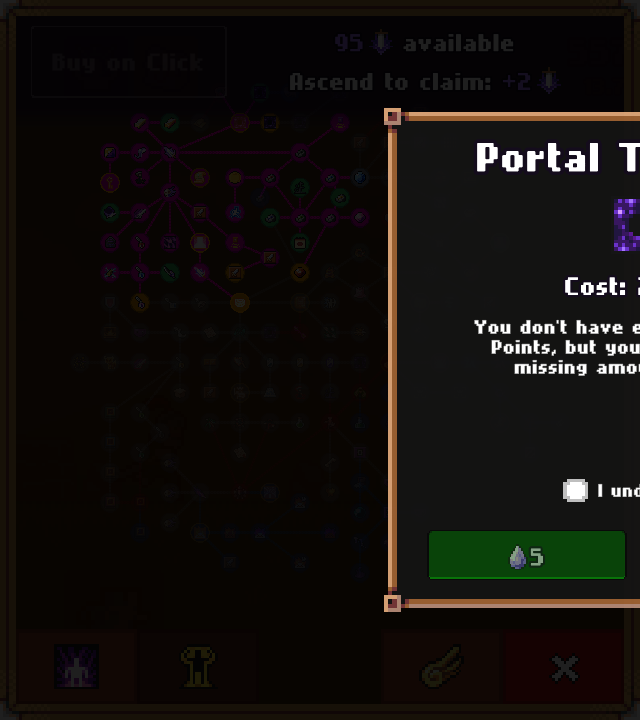 Buy on Click
95 available
Ascend to claim: +2
Portal T
Cost:
You don't have e
Points, but you
missing amo
I und
5